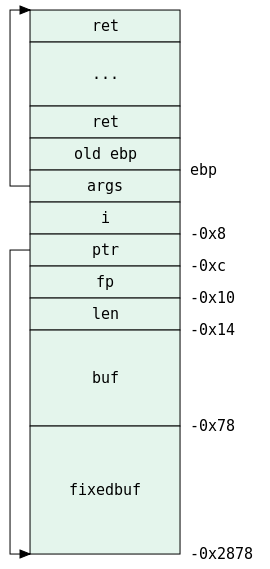 ret
...
ret
old ebp
ebp
args
i
-0x8
ptr
-0xc
fp
-0x10
len
-0x14
buf
-0x78
fixedbuf
-0x2878